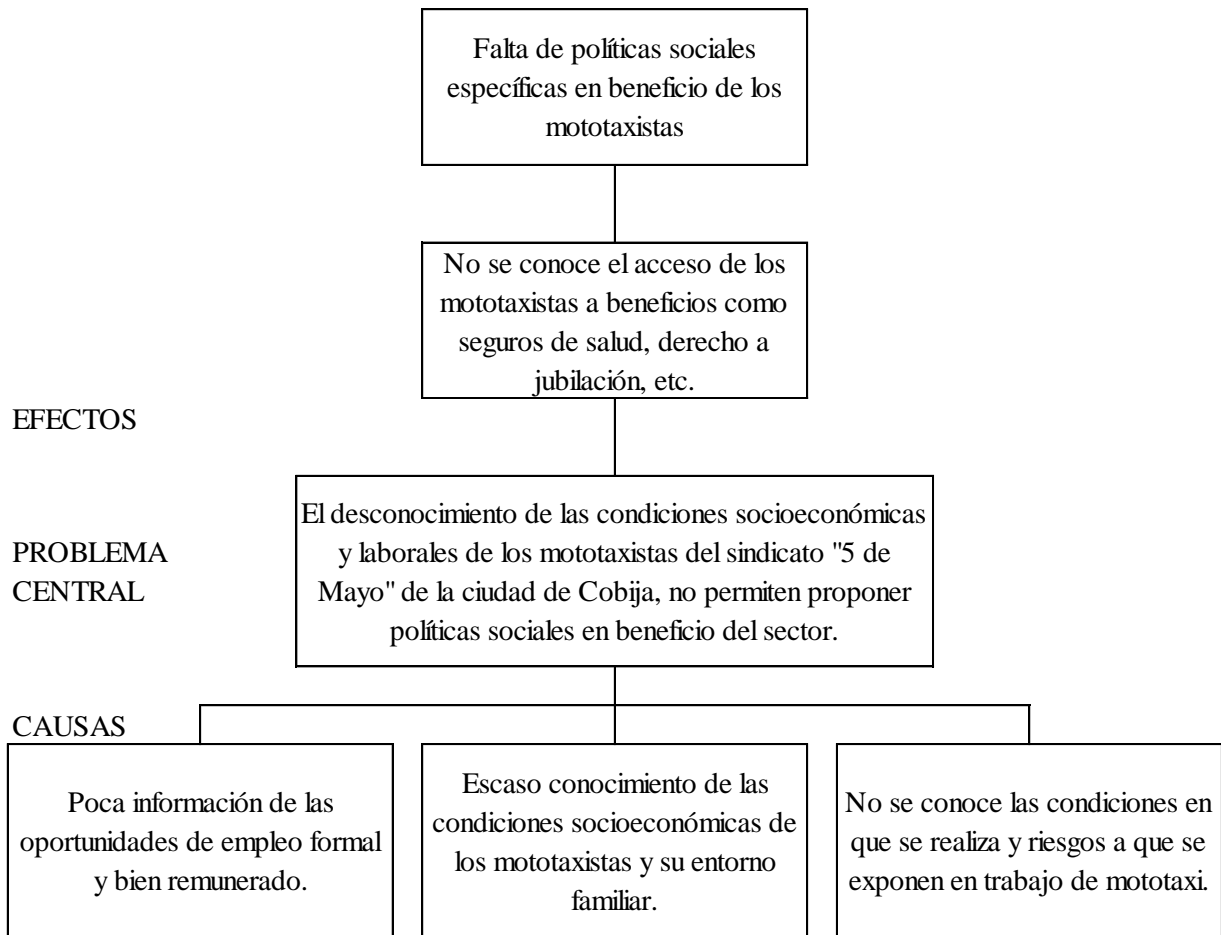 Falta de políticas sociales
específicas en beneficio de los
mototaxistas
No se conoce el acceso de los
mototaxistas a beneficios como
seguros de salud, derecho a
jubilación, etc.
EFECTOS
El desconocimiento de las condiciones socioeconómicas
y laborales de los mototaxistas del sindicato "5 de
Mayo" de la ciudad de Cobija, no permiten proponer
políticas sociales en beneficio del sector.
PROBLEMA
CENTRAL
CAUSAS
Poca información de las
oportunidades de empleo formal
y bien remunerado.
Escaso conocimiento de las
condiciones socioeconómicas de
los mototaxistas y su entorno
familiar.
No se conoce las condiciones en
que se realiza y riesgos a que se
exponen en trabajo de mototaxi.